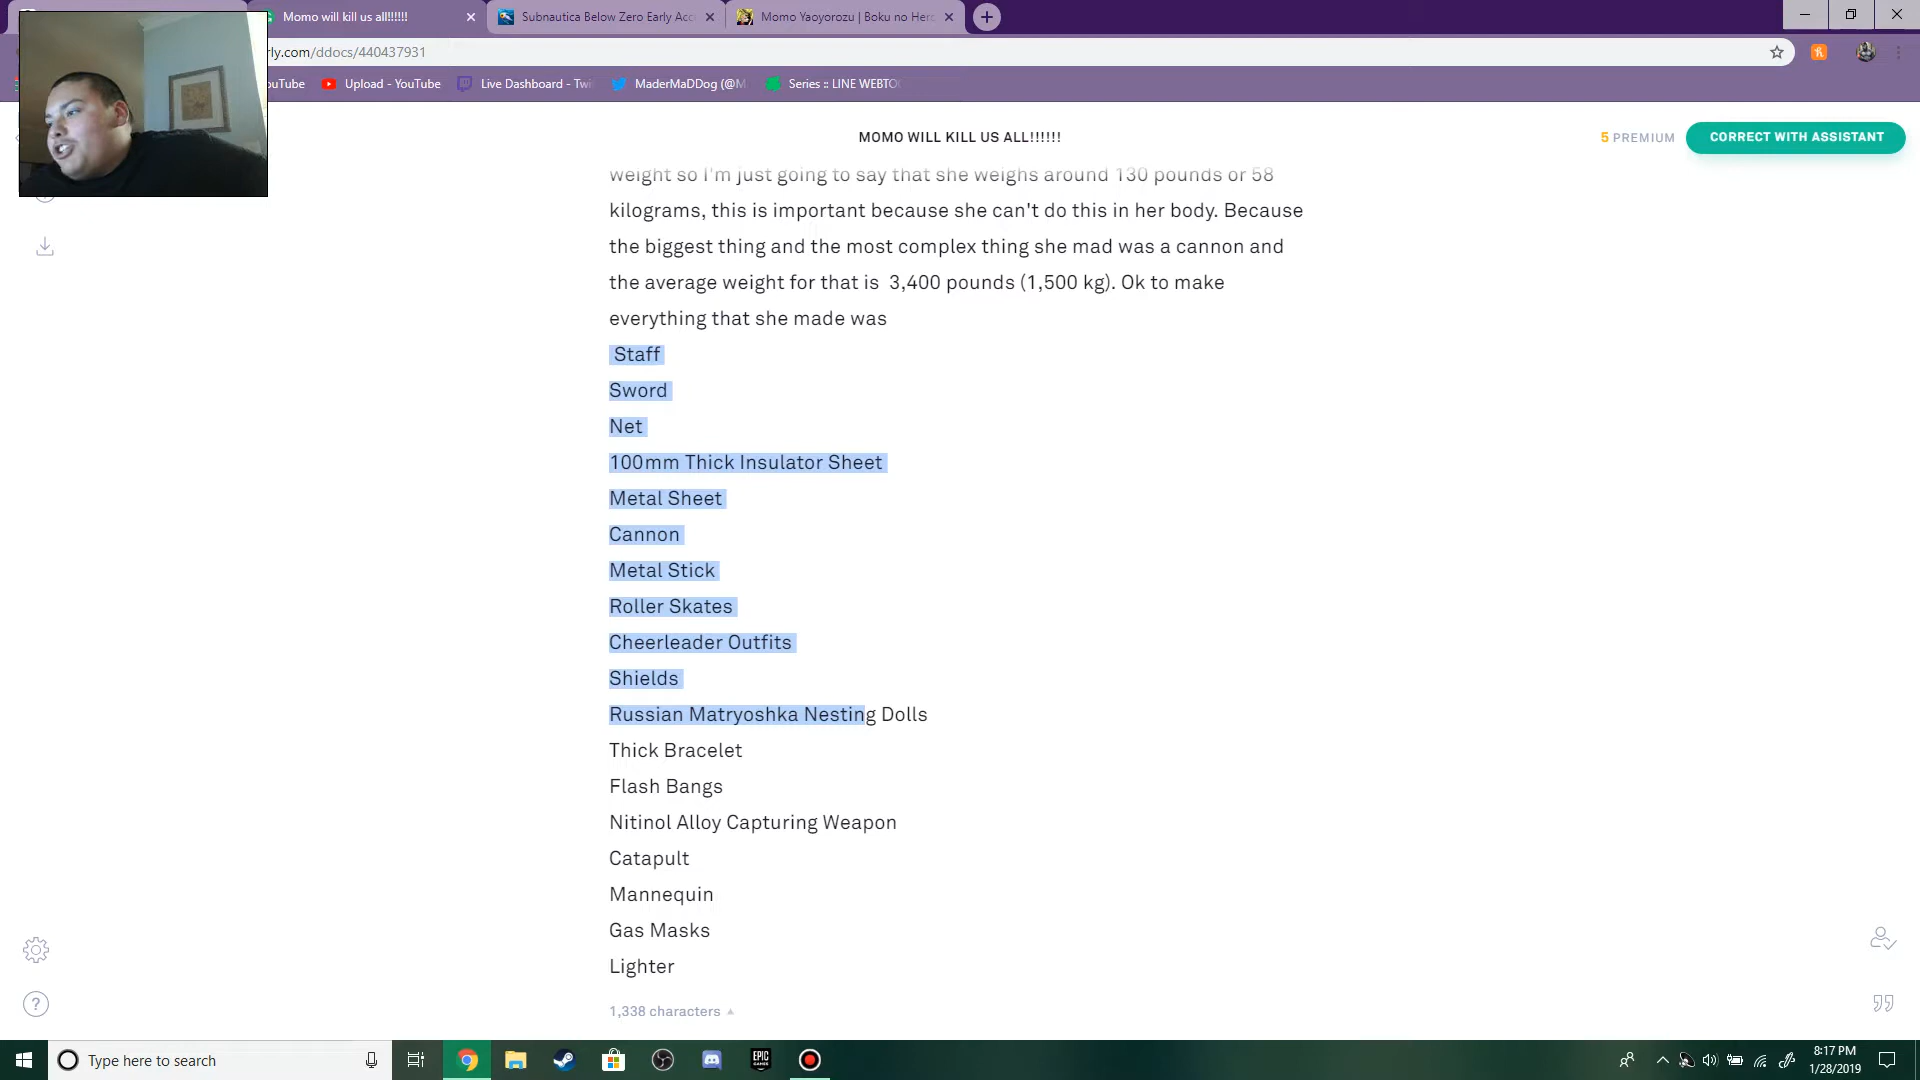 Momo will kill us all!!!!!!
Subnautica Below Zero Early Acc
Momo Yaoyorozu | Boku no Hero
rly.com/ddocs/440437931
ouTube
Upload - YouTube
Live Dashboard - Twi
MaderMaDDog (@M
Series :: LINE WEBTO
MOMO WILL KILL US ALL!!!!!!
5 PREMIUM
CORRECT WITH ASSISTANT
weight so I'm just going to say that she weighs around 130 pounds or 58
kilograms, this is important because she can't do this in her body. Because
the biggest thing and the most complex thing she mad was a cannon and
the average weight for that is 3,400 pounds (1,500 kg). Ok to make
everything that she made was
Staff
Sword
Net
100mm Thick Insulator Sheet
Metal Sheet
Cannon
Metal Stick
Roller Skates
Cheerleader Outfits
Shields
Russian Matryoshka Nesting Dolls
Thick Bracelet
Flash Bangs
Nitinol Alloy Capturing Weapon
Catapult
Mannequin
Gas Masks
Lighter
1,338 characters
Type here to search
EPIC GAMES
8:17 PM
1/28/2019